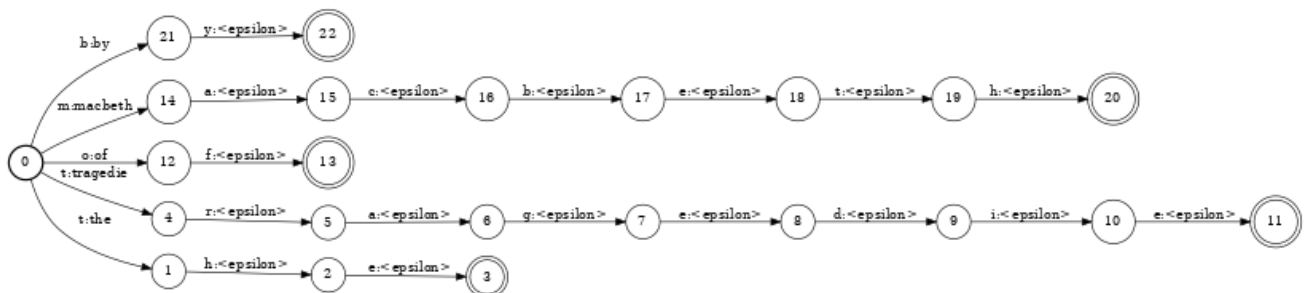 b:by 21 y:<epsilon> 22
m:macbeth 14 a:<epsilon> 15 c:<epsilon> 16 b:<epsilon> 17 e:<epsilon> 18 t:<epsilon> 19 h:<epsilon> 20
0 o:of 12 f:<epsilon> 13
t:tragedie 4 r:<epsilon> 5 a:<epsilon> 6 g:<epsilon> 7 e:<epsilon> 8 d:<epsilon> 9 i:<epsilon> 10 e:<epsilon> 11
t:the 1 h:<epsilon> 2 e:<epsilon> 3